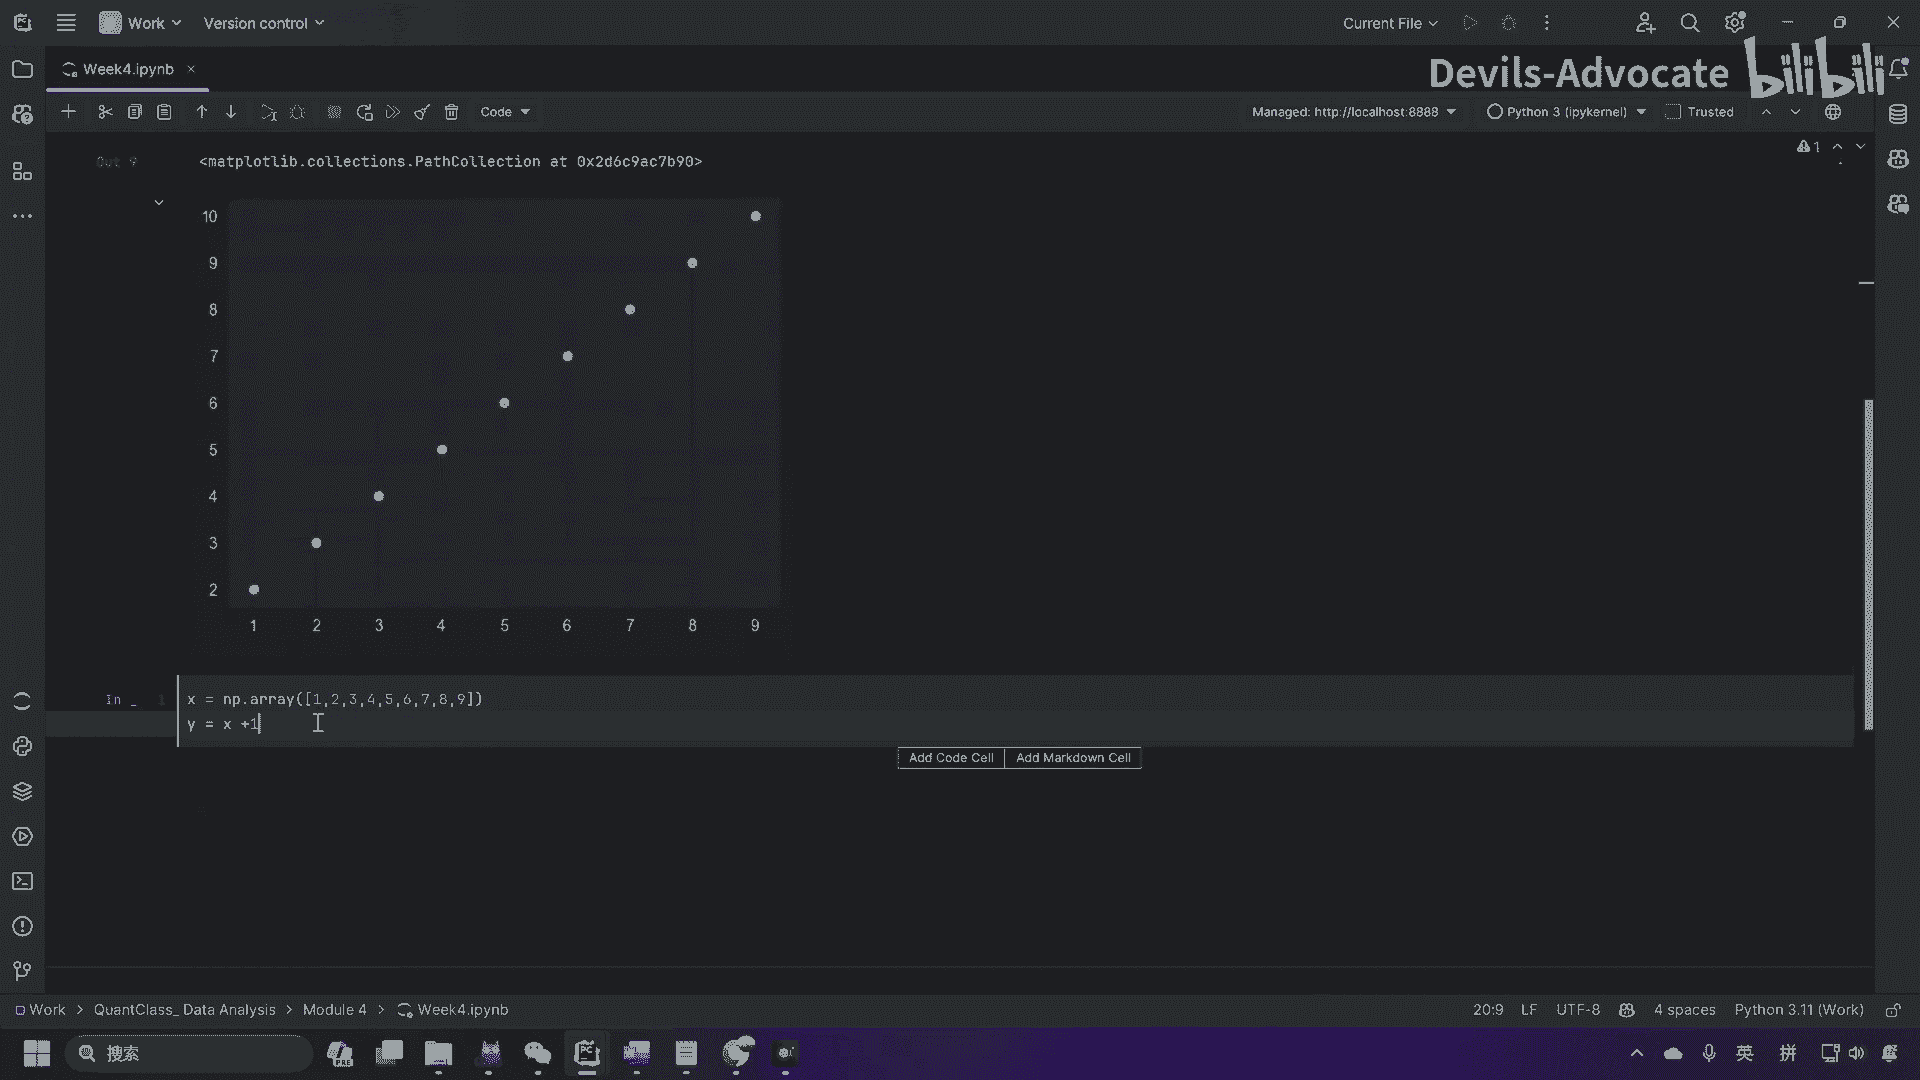 Work
Version control
Current File
Week4.ipynb
Devils-Advocate
bilibili
Code
Managed: http://localhost:8888
Python 3 (ipykernel)
Trusted
1
Out 9
<matplotlib.collections.PathCollection at 0x2d6c9ac7b90>
10
9
8
7
6
5
4
3
2
1 2 3 4 5 6 7 8 9
In _
1
x = np.array([1,2,3,4,5,6,7,8,9])
y = x +1
Add Code Cell
Add Markdown Cell
Work > QuantClass_ Data Analysis > Module 4 > Week4.ipynb
20:9 LF UTF-8 4 spaces Python 3.11 (Work)
搜索
PRE
英
拼